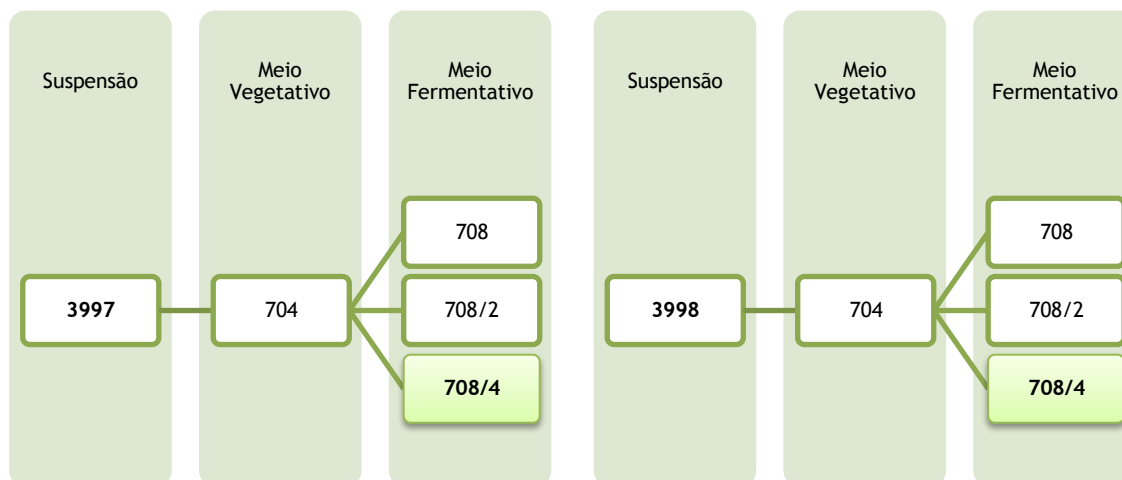 Suspensão
Meio
Vegetativo
Meio
Fermentativo
3997
704
708
708/2
708/4
Suspensão
Meio
Vegetativo
Meio
Fermentativo
3998
704
708
708/2
708/4